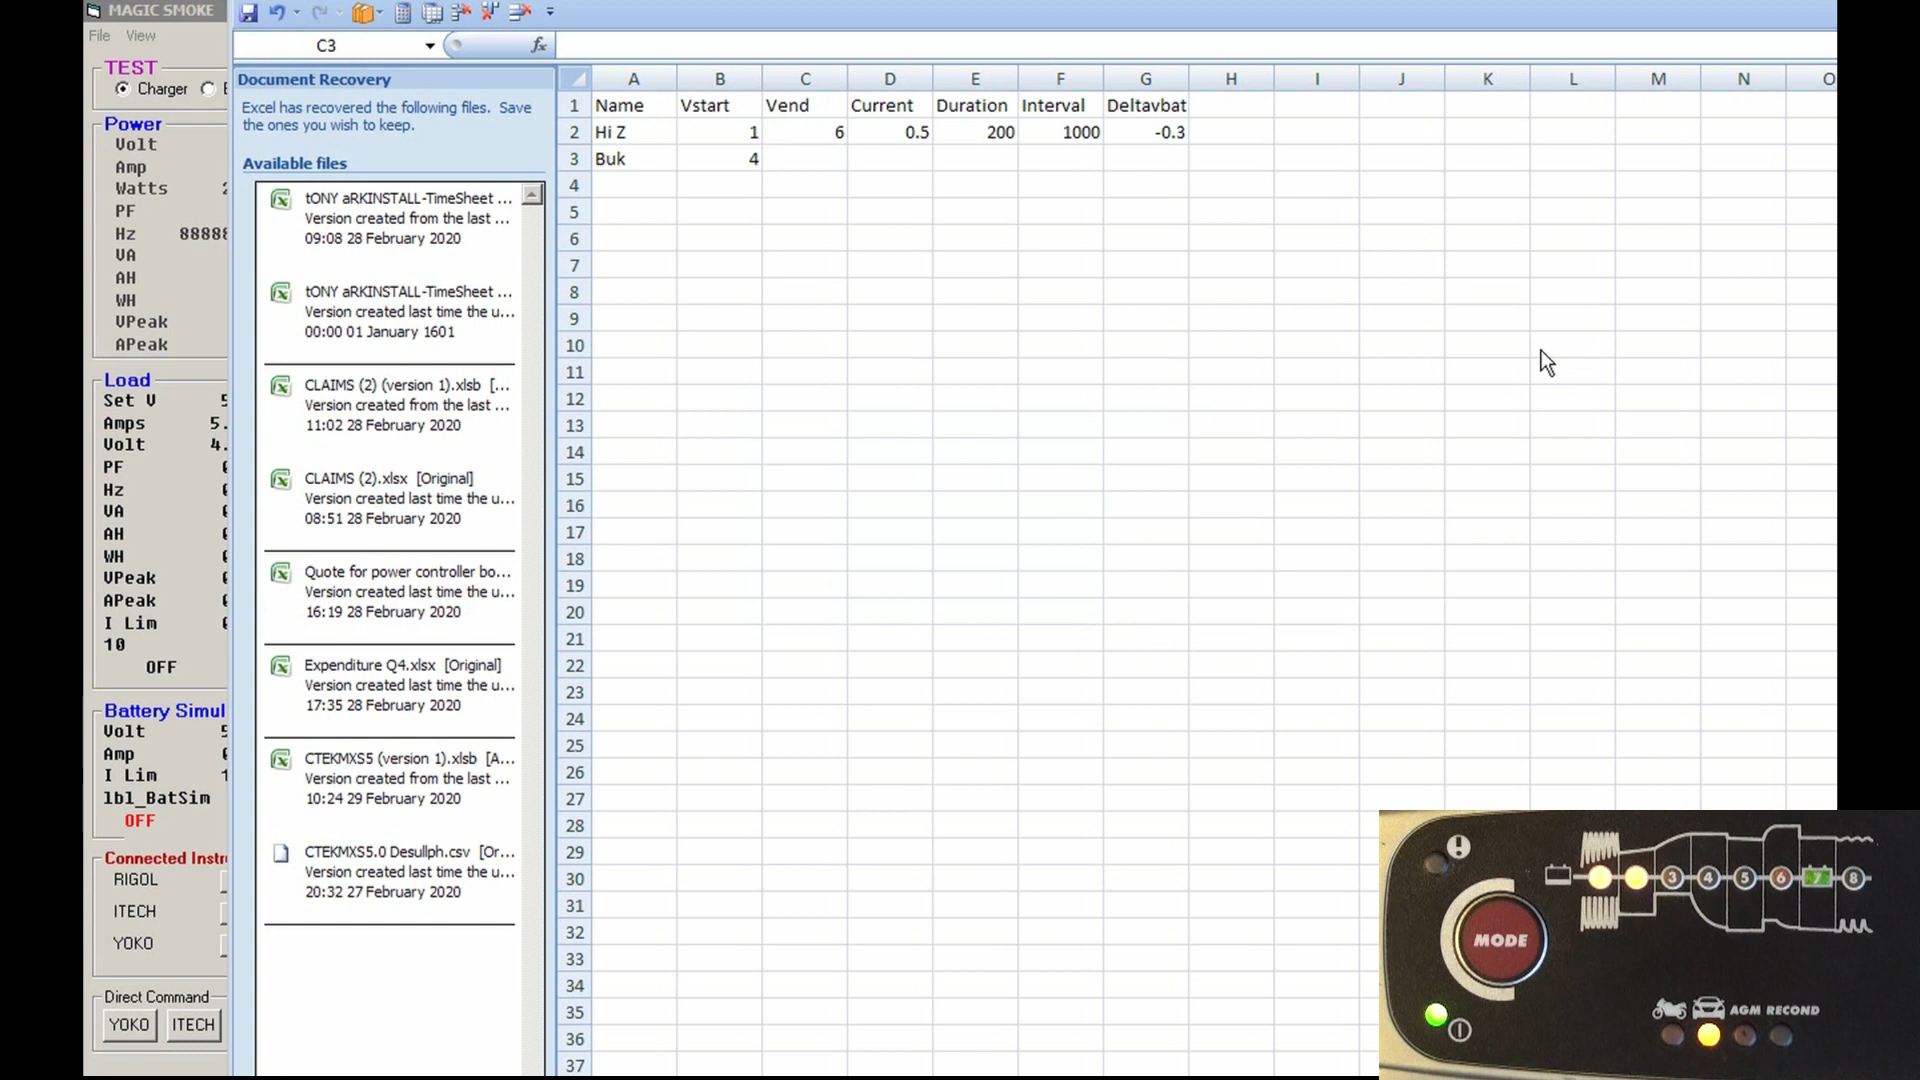 MAGIC SMOKE
File View
TEST
Charger
Power
Volt
Amp
Watts
PF
Hz 8888
VA
AH
WH
VPeak
APeak
Load
Set V 5
Amps 5.
Volt 4.
PF
Hz
VA
AH
WH
VPeak
APeak
I Lim
10
OFF
Battery Simul
Volt 5
Amp
I Lim 1
lbl_BatSim
OFF
Connected Instr
RIGOL
ITECH
YOKO
Direct Command
YOKO ITECH
C3 fx
Document Recovery
Excel has recovered the following files. Save
the ones you wish to keep.
Available files
tONY aRKINSTALL-TimeSheet ...
Version created from the last ...
09:08 28 February 2020
tONY aRKINSTALL-TimeSheet ...
Version created last time the u...
00:00 01 January 1601
CLAIMS (2) (version 1).xlsb [...
Version created from the last ...
11:02 28 February 2020
CLAIMS (2).xlsx [Original]
Version created last time the u...
08:51 28 February 2020
Quote for power controller bo...
Version created last time the u...
16:19 28 February 2020
Expenditure Q4.xlsx [Original]
Version created last time the u...
17:35 28 February 2020
CTEKMXS5 (version 1).xlsb [A...
Version created from the last ...
10:24 29 February 2020
CTEKMXS5.0 Desullph.csv [Or...
Version created last time the u...
20:32 27 February 2020
A B C D E F G H I J K L M N O
1 Name Vstart Vend Current Duration Interval Deltavbat
2 Hi Z 1 6 0.5 200 1000 -0.3
3 Buk 4
4
5
6
7
8
9
10
11
12
13
14
15
16
17
18
19
20
21
22
23
24
25
26
27
28
29
30
31
32
33
34
35
36
37
3 4 5 6 7 8
MODE
AGM RECOND